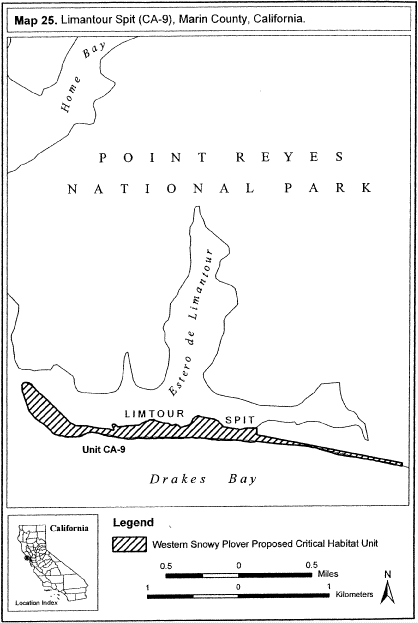 Map 25. Limantour Spit (CA-9), Marin County, California.
Home Bay
POINT REYES
NATIONAL PARK
Estero de Limantour
LIMTOUR SPIT
Unit CA-9
Drakes Bay
California
Location Index
Legend
Western Snowy Plover Proposed Critical Habitat Unit
0.5 0 0.5
Miles
1 0 1
Kilometers
N